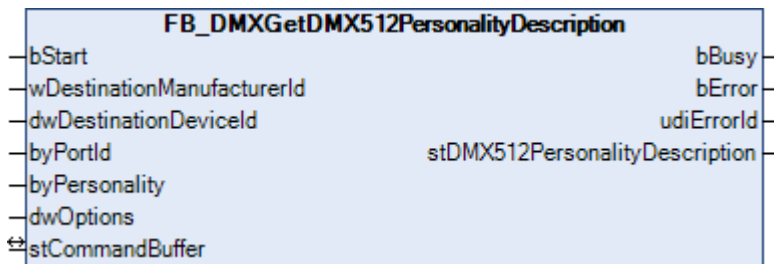 FB_DMXGetDMX512PersonalityDescription
bStart bBusy
wDestinationManufacturerId bError
dwDestinationDeviceId udiErrorId
byPortId stDMX512PersonalityDescription
byPersonality
dwOptions
stCommandBuffer